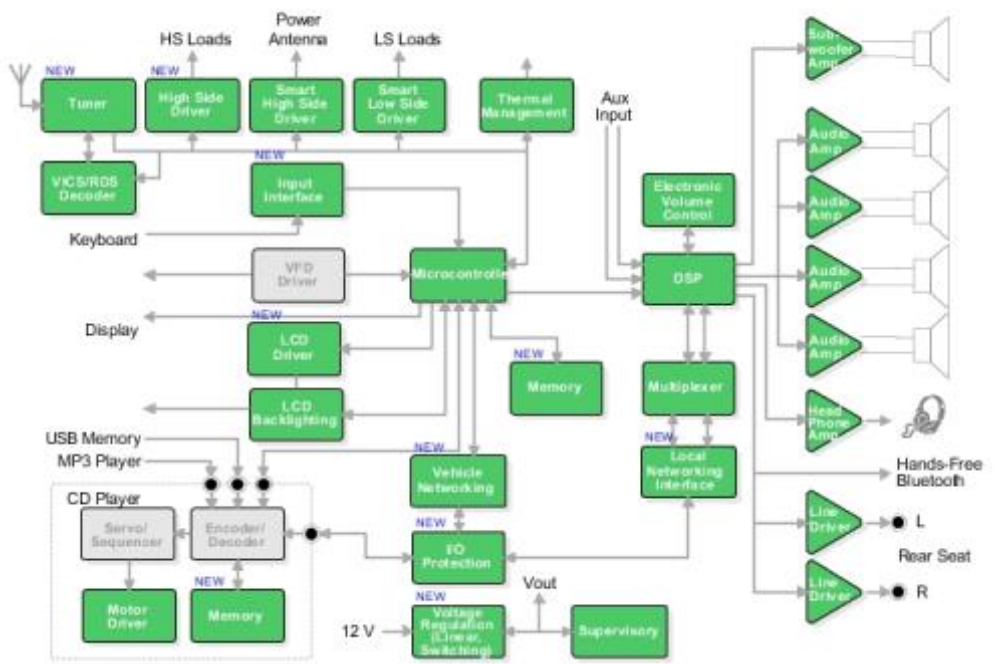 Power
Antenna
HS Loads
LS Loads
NEW
Tuner
NEW
High Side
Driver
Smart
High Side
Driver
Smart
Low Side
Driver
Thermal
Management
Aux
Input
Sub-
woofer
Amp
Audio
Amp
VICS/RDS
Decoder
NEW
Input
Interface
Electronic
Volume
Control
Audio
Amp
Keyboard
VFD
Driver
Microcontrolle
DSP
Audio
Amp
Display
NEW
LCD
Driver
Audio
Amp
NEW
Memory
Multiplexer
LCD
Backlighting
Head
Phone
Amp
USB Memory
MP3 Player
NEW
Vehicle
Networking
NEW
Local
Networking
Interface
Hands-Free
Bluetooth
CD Player
Servo/
Sequencer
Encoder/
Decoder
NEW
I/O
Protection
Line
Driver
L
Rear Seat
NEW
Motor
Driver
Memory
Vout
Line
Driver
R
NEW
12 V
Voltage
Regulation
(Linear,
Switching)
Supervisory